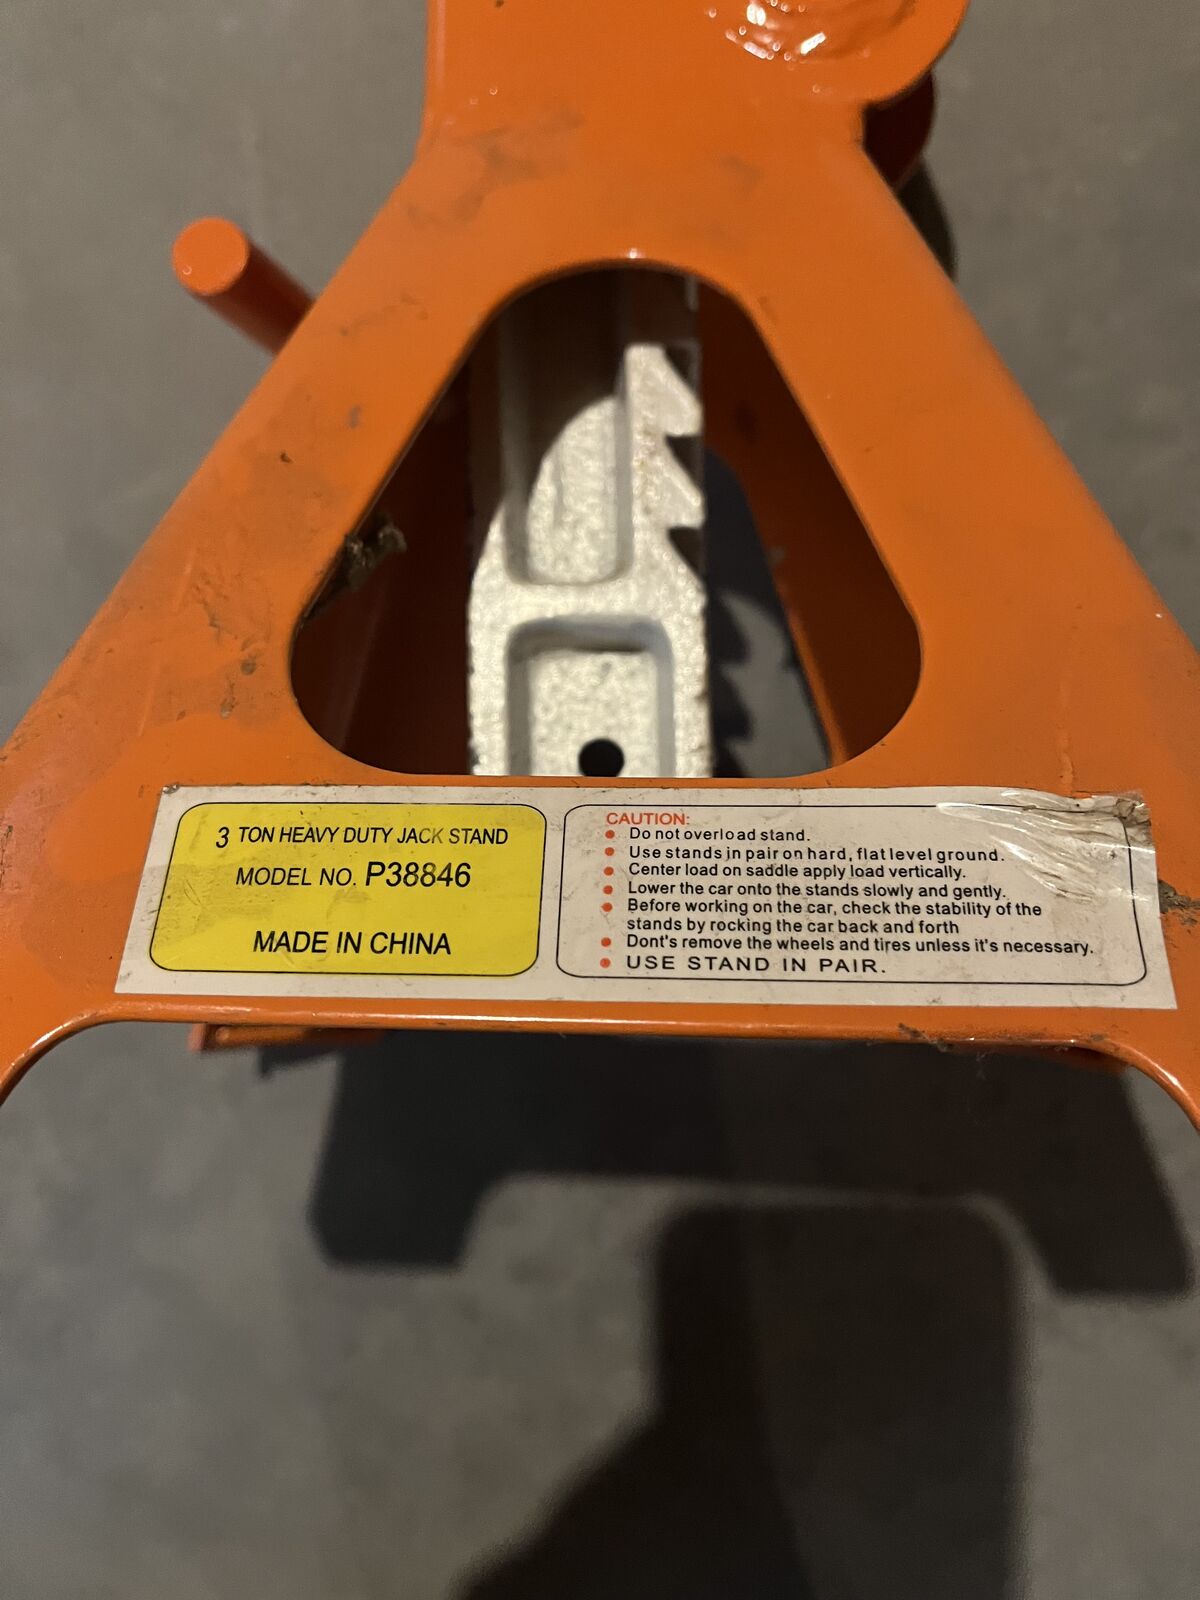 3 TON HEAVY DUTY JACK STAND
MODEL NO. P38846
MADE IN CHINA
CAUTION:
Do not overload stand.
Use stands in pair on hard, flat level ground.
Center load on saddle apply load vertically.
Lower the car onto the stands slowly and gently.
Before working on the car, check the stability of the
stands by rocking the car back and forth
Dont's remove the wheels and tires unless it's necessary.
USE STAND IN PAIR.